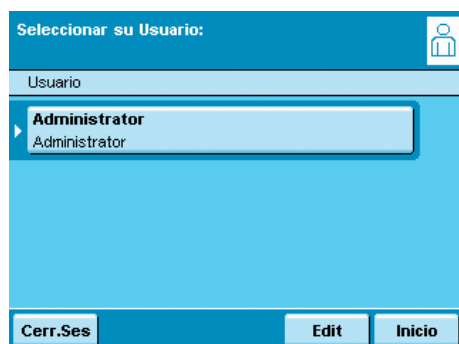 Seleccionar su Usuario:
Usuario
Administrator
Administrator
Cerr.Ses
Edit
Inicio